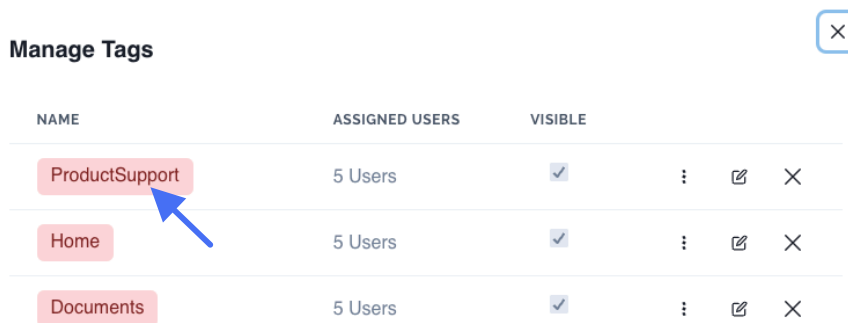 Manage Tags
NAME ASSIGNED USERS VISIBLE
ProductSupport 5 Users
Home 5 Users
Documents 5 Users